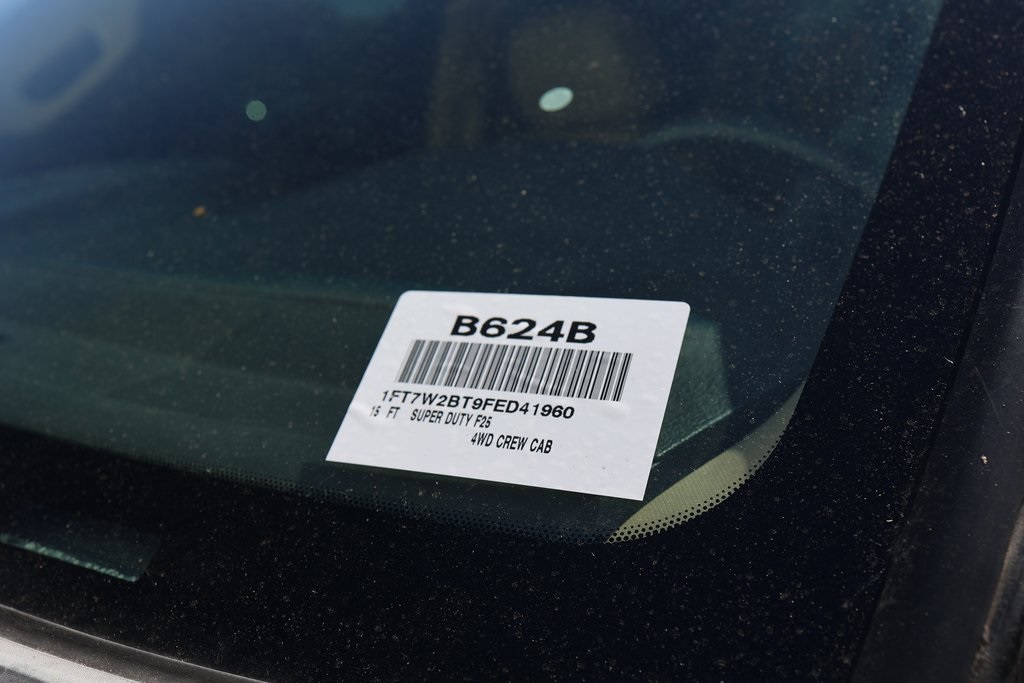 B624B
1FT7W2BT9FED41960
15 FT SUPER DUTY F25
4WD CREW CAB